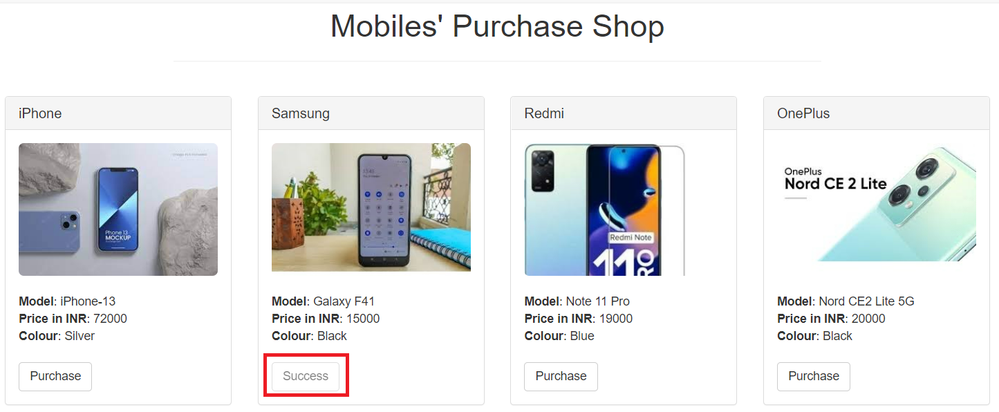 Mobiles' Purchase Shop
iPhone
Phone 13
MOCKUP
Model: iPhone-13
Price in INR: 72000
Colour: Silver
Purchase
Samsung
13:45
Model: Galaxy F41
Price in INR: 15000
Colour: Black
Success
Redmi
Redmi Note
11
PRO
Model: Note 11 Pro
Price in INR: 19000
Colour: Blue
Purchase
OnePlus
OnePlus
Nord CE 2 Lite
Model: Nord CE2 Lite 5G
Price in INR: 20000
Colour: Black
Purchase